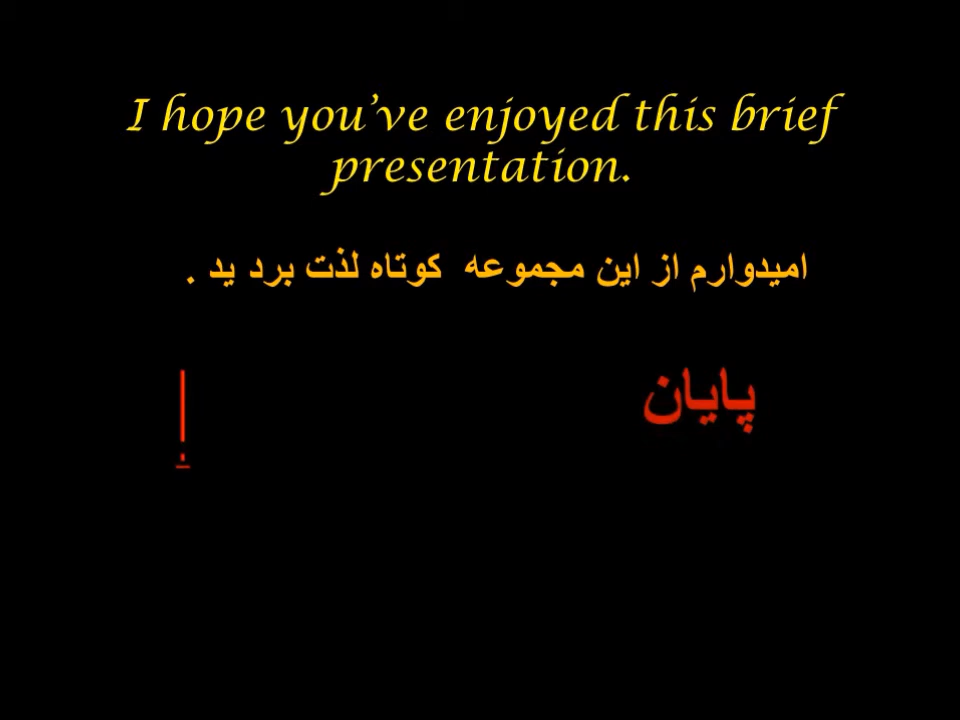 I hope you’ve enjoyed this brief
presentation.
امیدوارم از این مجموعه کوتاه لذت برد ید .
پایان